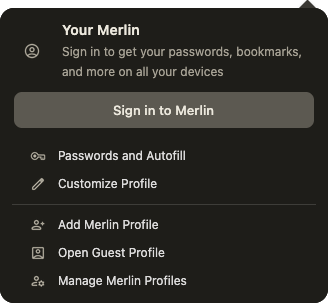 Your Merlin
Sign in to get your passwords, bookmarks,
and more on all your devices
Sign in to Merlin
Passwords and Autofill
Customize Profile
Add Merlin Profile
Open Guest Profile
Manage Merlin Profiles